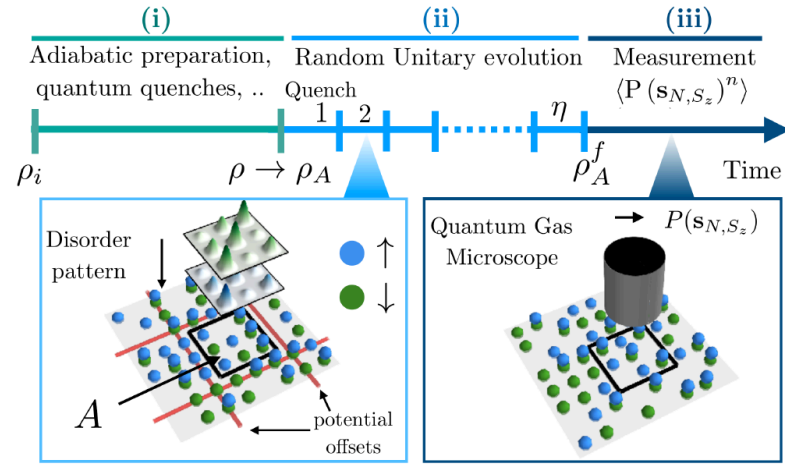 (i)
(ii)
(iii)
Adiabatic preparation,
quantum quenches, ..
Random Unitary evolution
Quench
1
2
η
Measurement
⟨P (s_{N,S_z})^n⟩
ρ_i
ρ → ρ_A
ρ_A^f
Time
Disorder
pattern
↑
↓
A
potential
offsets
Quantum Gas
Microscope
→ P(s_{N,S_z})